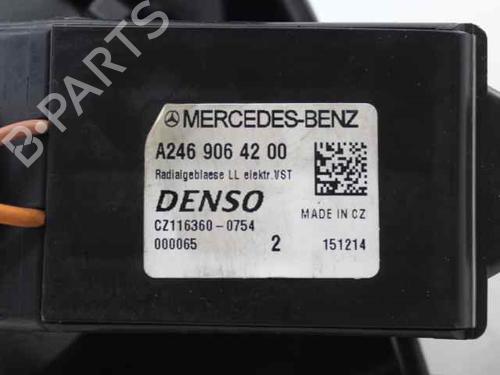 MERCEDES-BENZ
A246 906 42 00
Radialgeblaese LL elektr.VST
DENSO
MADE IN CZ
CZ116360-0754
000065 2 151214
B-PARTS